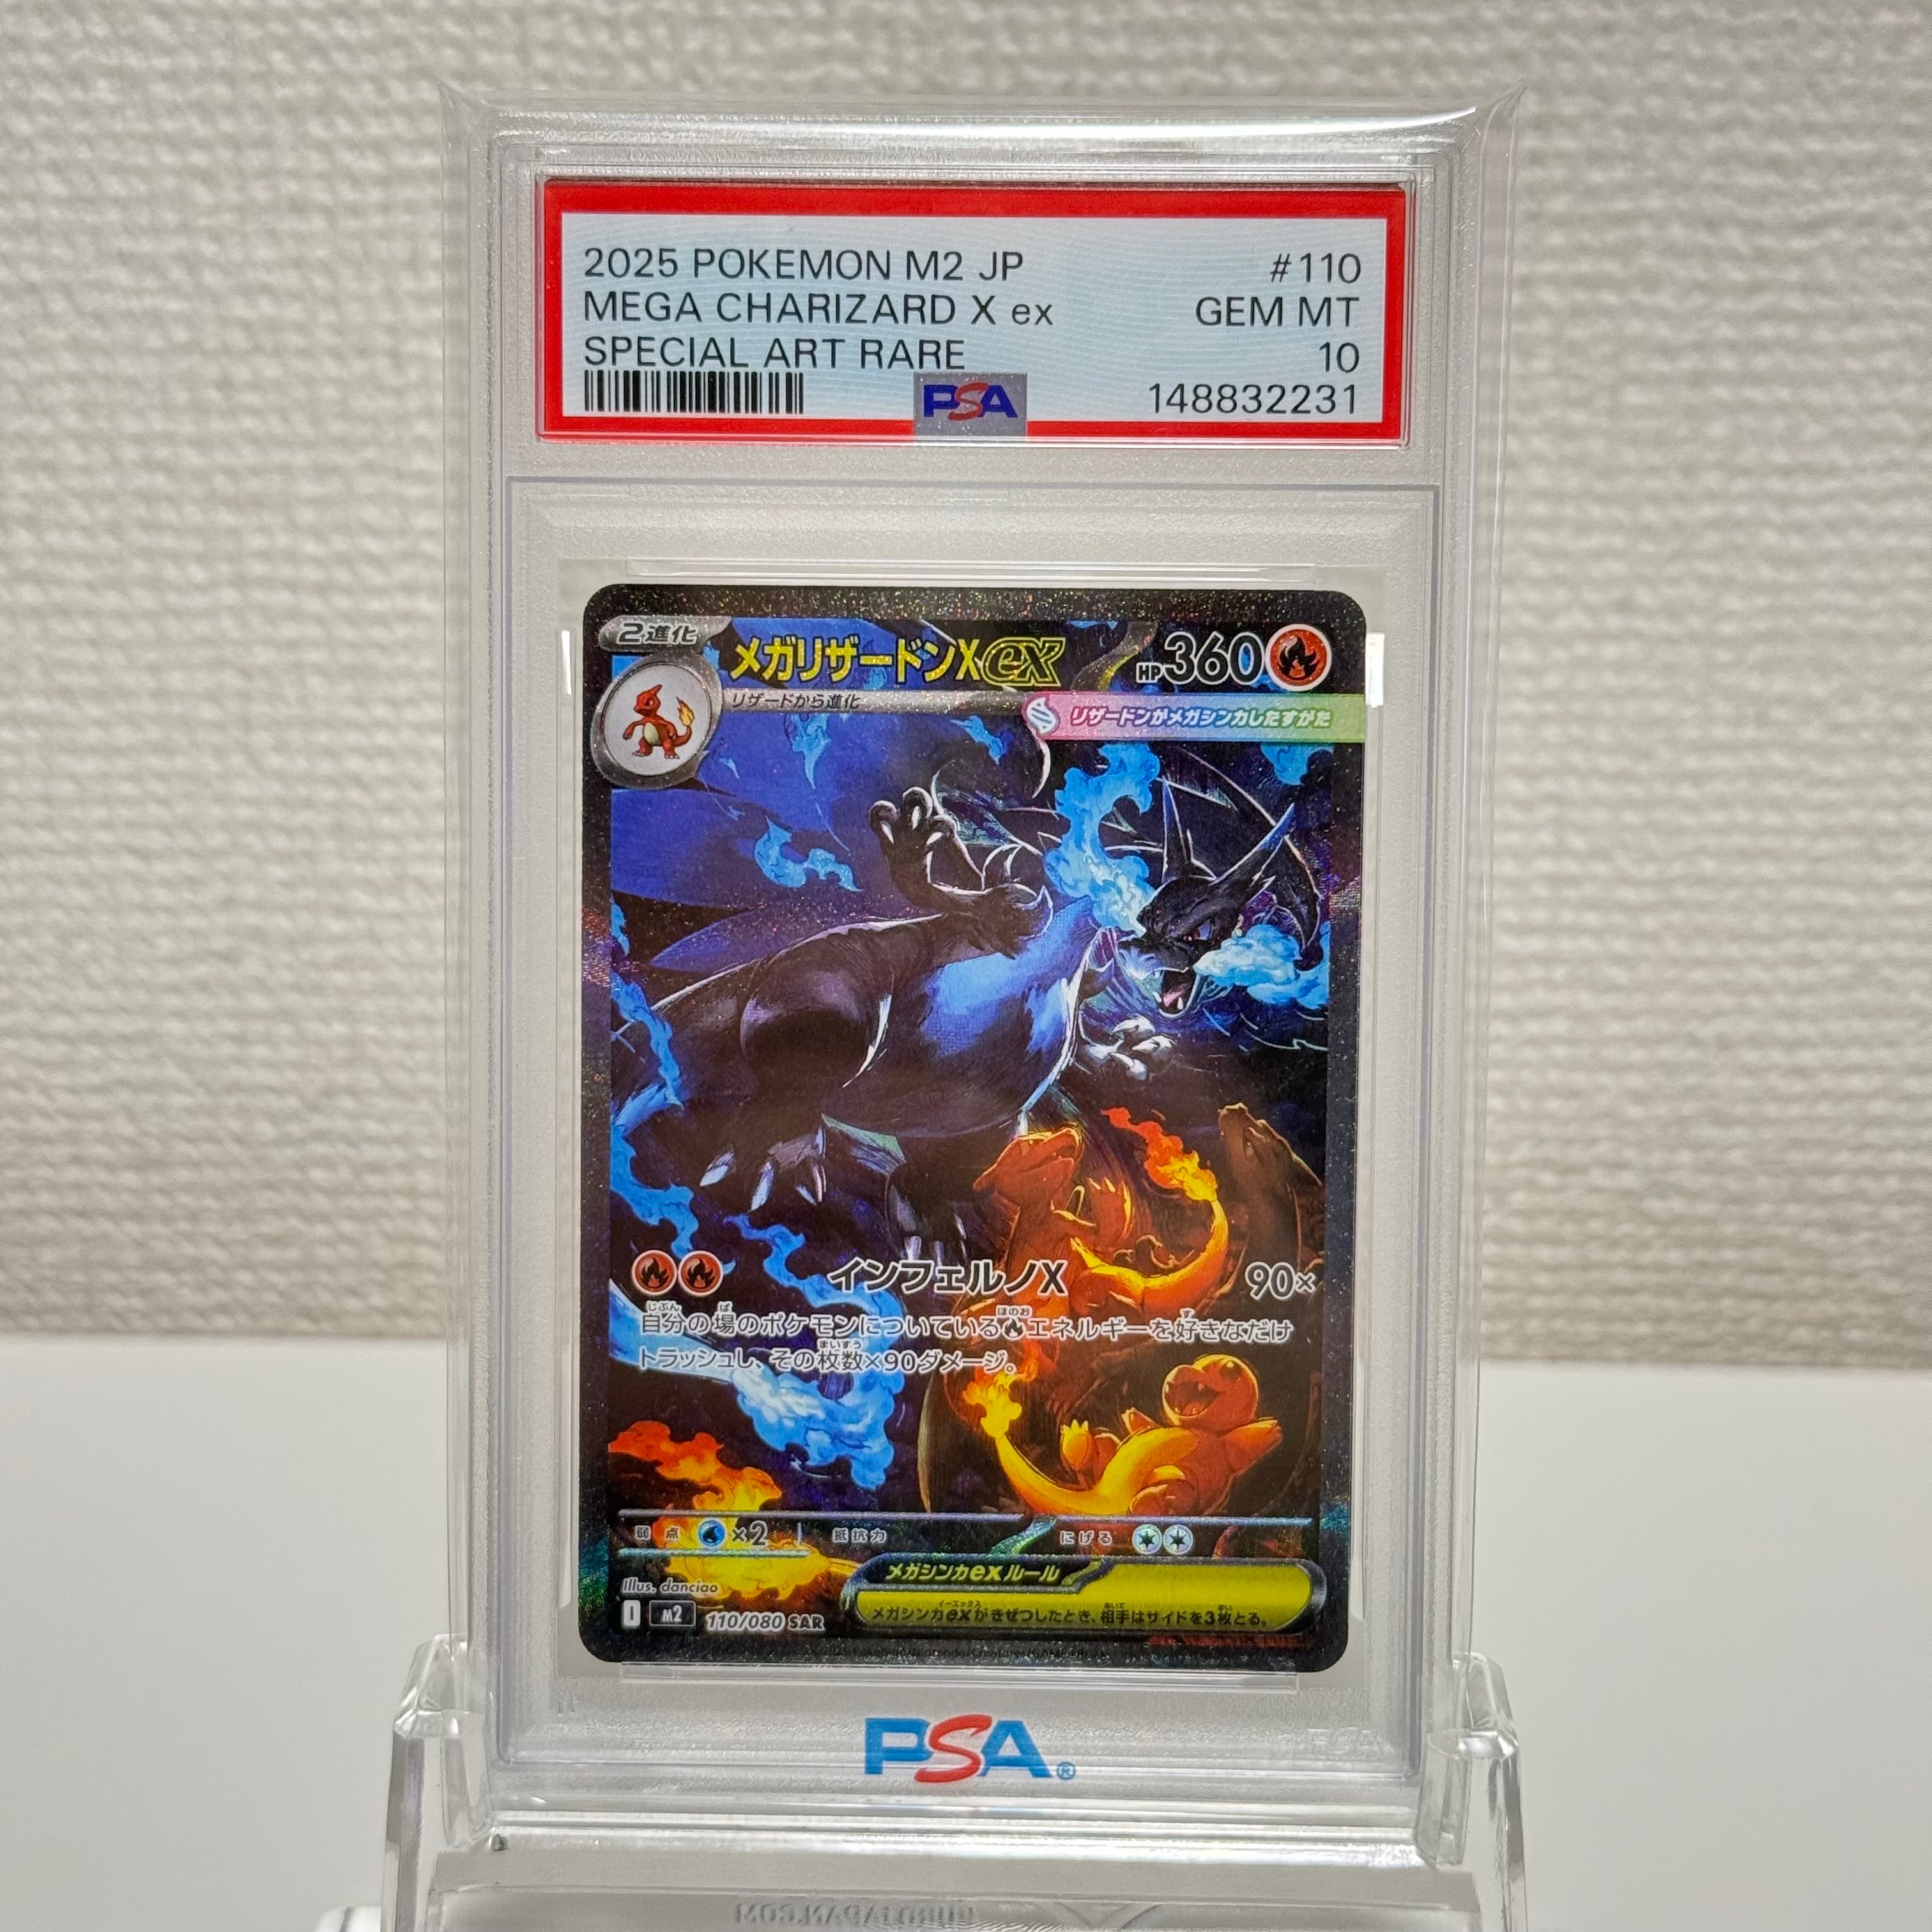 2025 POKEMON M2 JP #110
MEGA CHARIZARD X ex GEM MT
SPECIAL ART RARE 10
PSA 148832231
2進化 メガリザードンXex HP360
リザードから進化
リザードンがメガシンカしたすがた
インフェルノX 90×
自分の場のポケモンについているエネルギーを好きなだけ
トラッシュし、その枚数×90ダメージ。
弱点 ×2 抵抗力 にげる
メガシンカexルール
メガシンカexがきぜつしたとき、相手はサイドを3枚とる。
Illus. danciao
I M2 110/080 SAR
PSA®